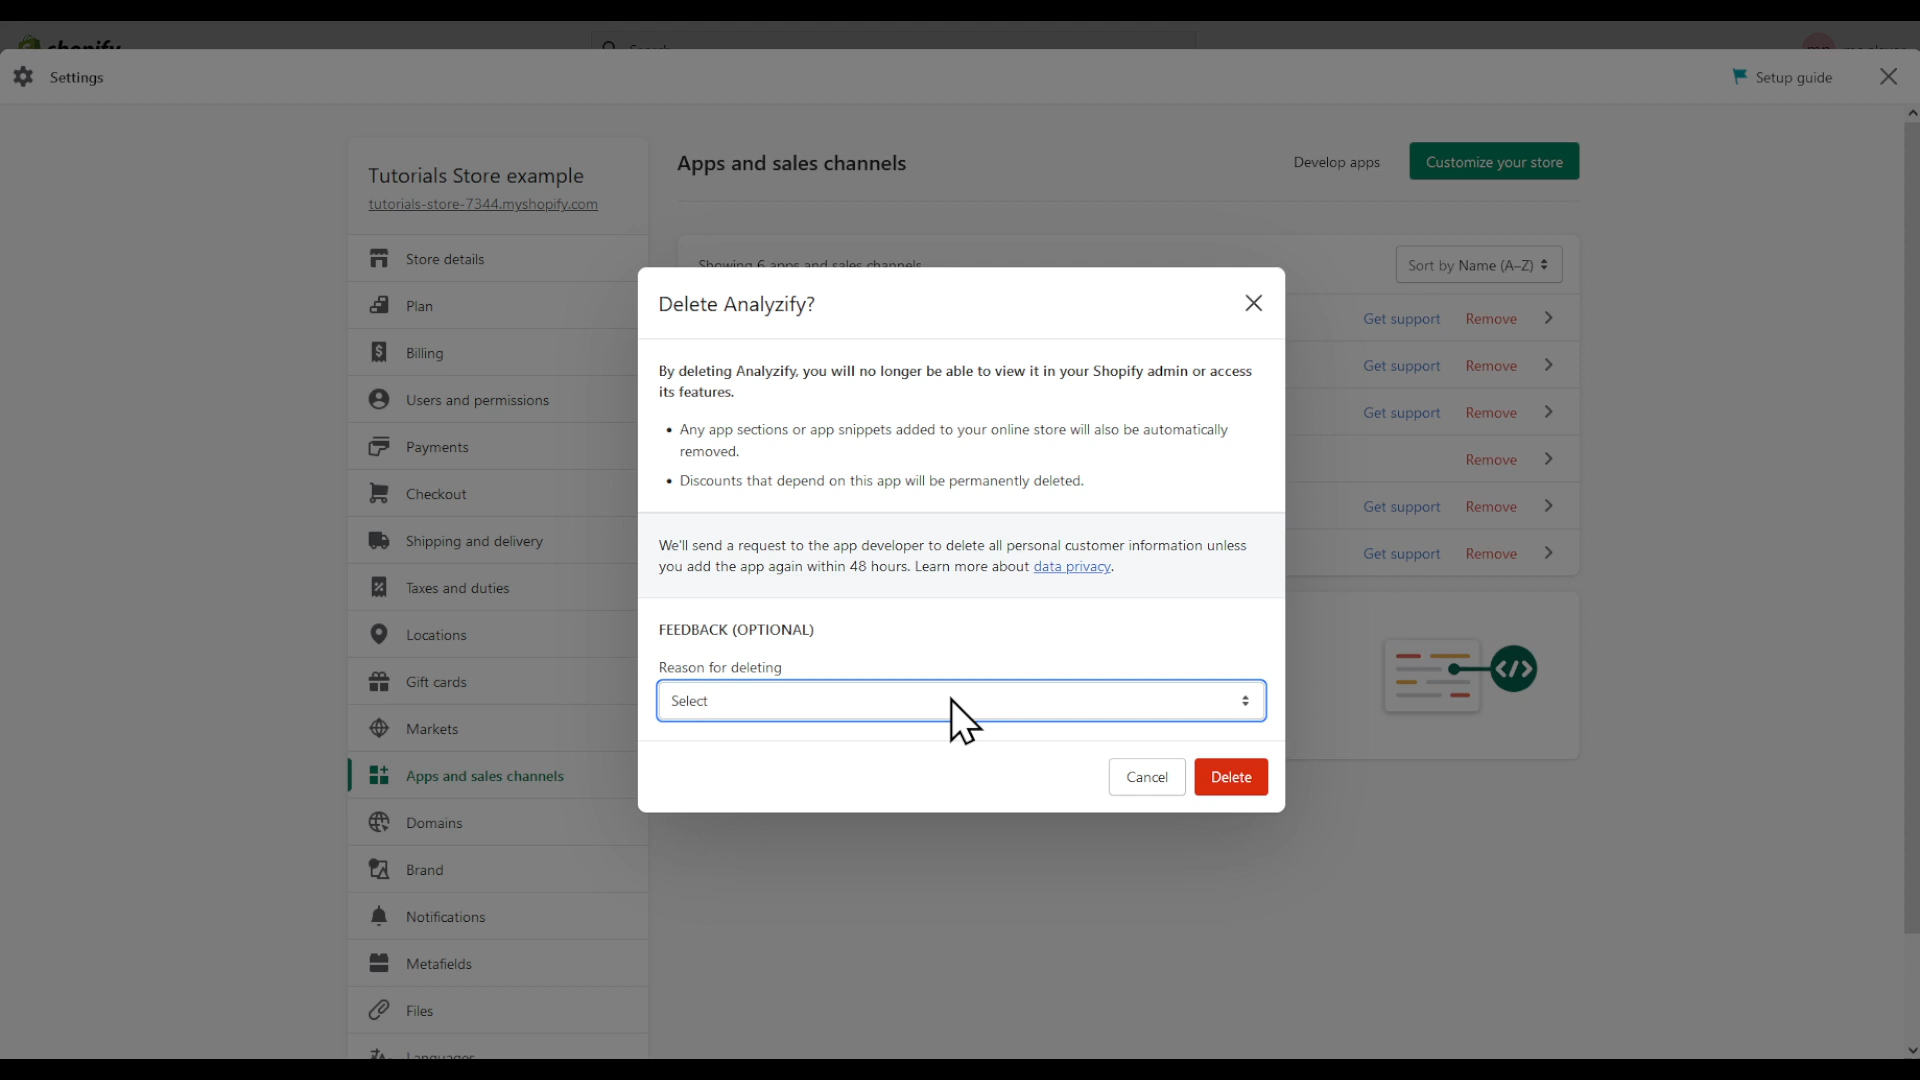 Settings
Setup guide
Tutorials Store example
tutorials-store-7344.myshopify.com
Store details
Plan
Billing
Users and permissions
Payments
Checkout
Shipping and delivery
Taxes and duties
Locations
Gift cards
Markets
Apps and sales channels
Domains
Brand
Notifications
Metafields
Files
Languages
Apps and sales channels
Develop apps
Customize your store
Showing 6 apps and sales channels
Sort by Name (A–Z)
Get support Remove
Get support Remove
Get support Remove
Remove
Get support Remove
Get support Remove
Delete Analyzify?
By deleting Analyzify, you will no longer be able to view it in your Shopify admin or access
its features.
• Any app sections or app snippets added to your online store will also be automatically
removed.
• Discounts that depend on this app will be permanently deleted.
We'll send a request to the app developer to delete all personal customer information unless
you add the app again within 48 hours. Learn more about data privacy.
FEEDBACK (OPTIONAL)
Reason for deleting
Select
Cancel
Delete